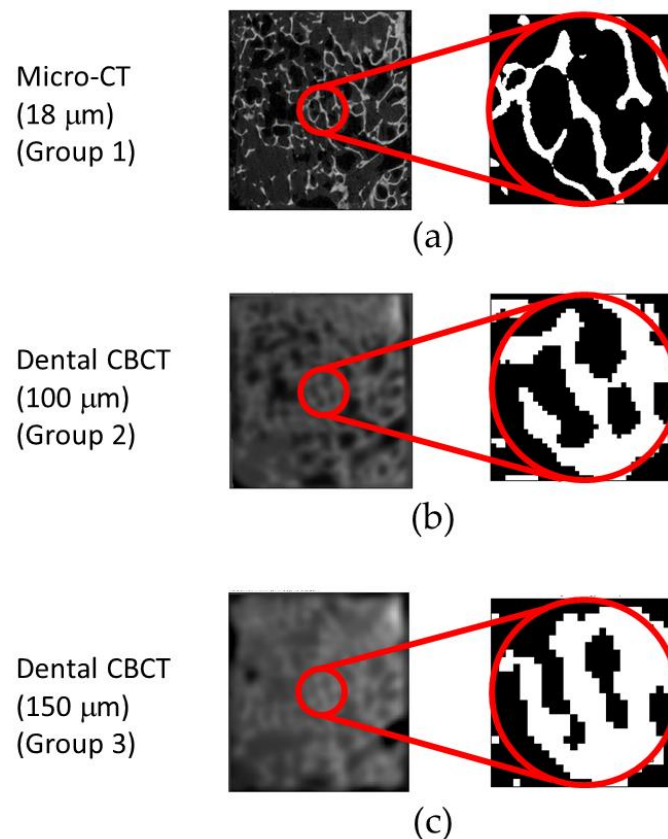 Micro-CT
(18 μm)
(Group 1)
(a)
Dental CBCT
(100 μm)
(Group 2)
(b)
Dental CBCT
(150 μm)
(Group 3)
(c)